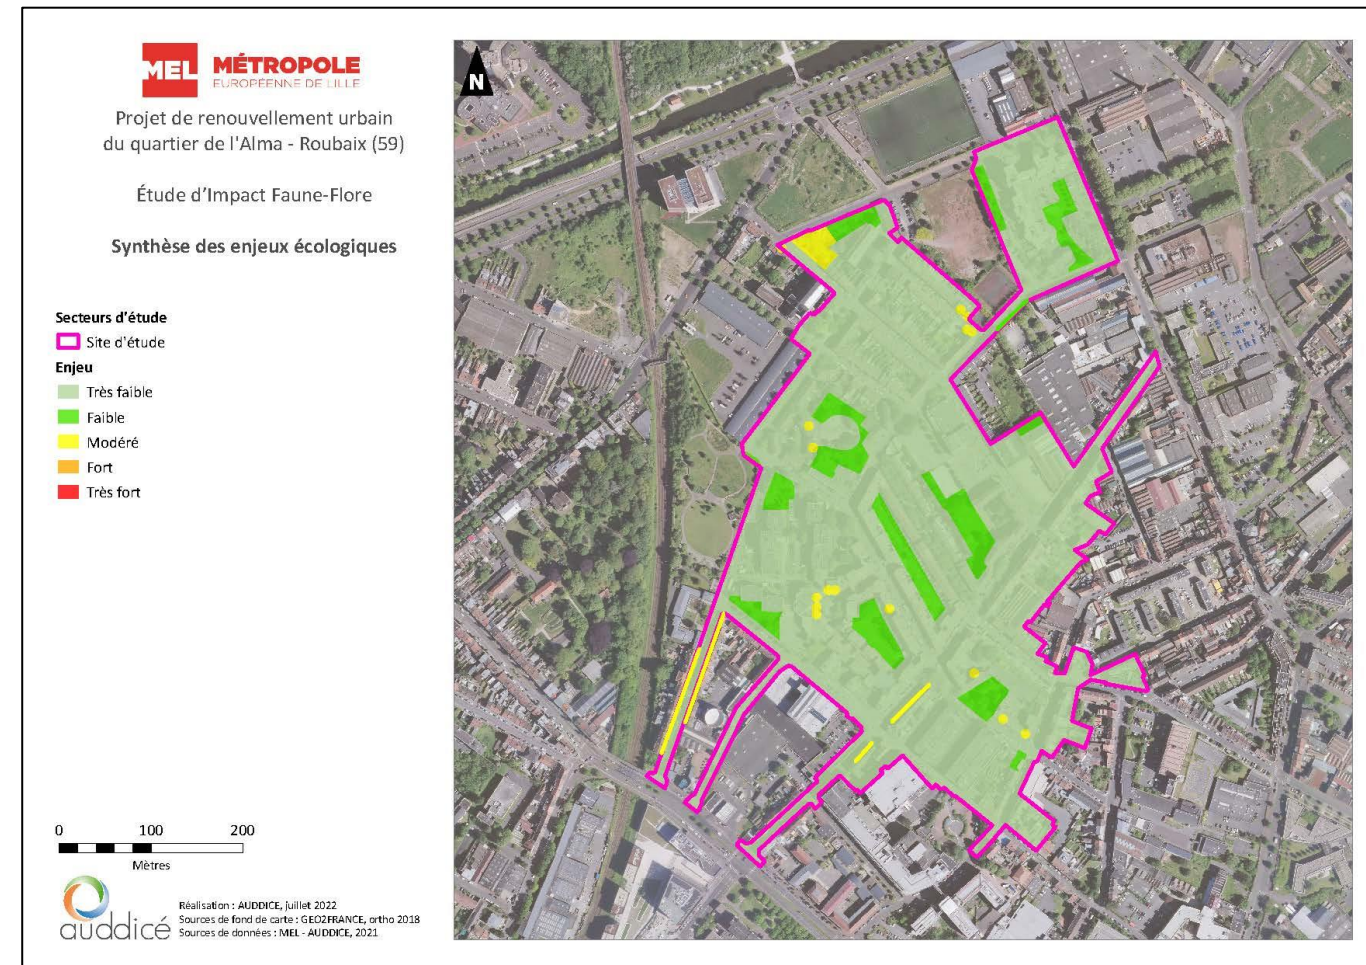 MEL MÉTROPOLE
EUROPÉENNE DE LILLE
Projet de renouvellement urbain
du quartier de l'Alma - Roubaix (59)
Étude d'Impact Faune-Flore
Synthèse des enjeux écologiques
Secteurs d'étude
Site d'étude
Enjeu
Très faible
Faible
Modéré
Fort
Très fort
0 100 200
Mètres
auddicé
Réalisation : AUDDICE, juillet 2022
Sources de fond de carte : GEO2FRANCE, ortho 2018
Sources de données : MEL - AUDDICE, 2021
N